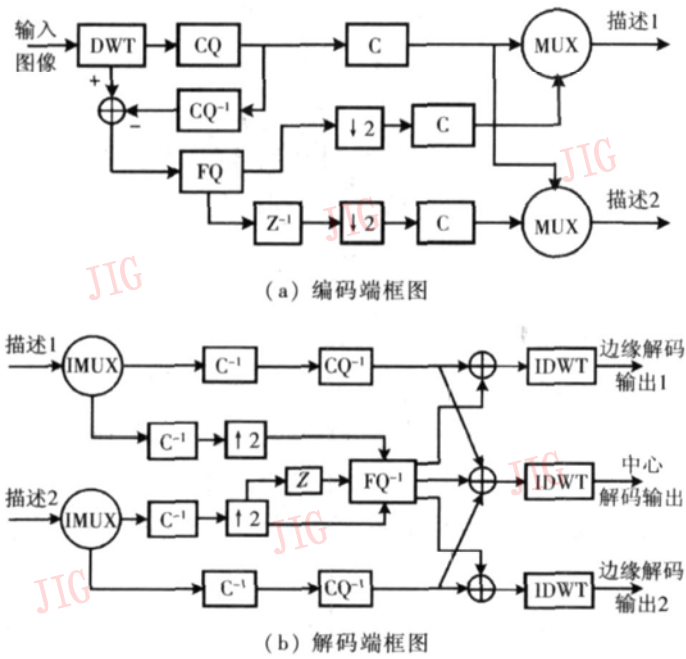 输入
图像
DWT
CQ
C
MUX
描述1
+
−
CQ⁻¹
↓2
C
FQ
JIG
Z⁻¹
↓2
C
MUX
描述2
JIG
JIG
(a) 编码端框图
描述1
IMUX
C⁻¹
CQ⁻¹
IDWT
边缘解码
输出1
C⁻¹
↑2
Z
FQ⁻¹
IDWT
中心
解码输出
JIG
描述2
IMUX
C⁻¹
↑2
JIG
C⁻¹
CQ⁻¹
IDWT
边缘解码
输出2
JIG
(b) 解码端框图